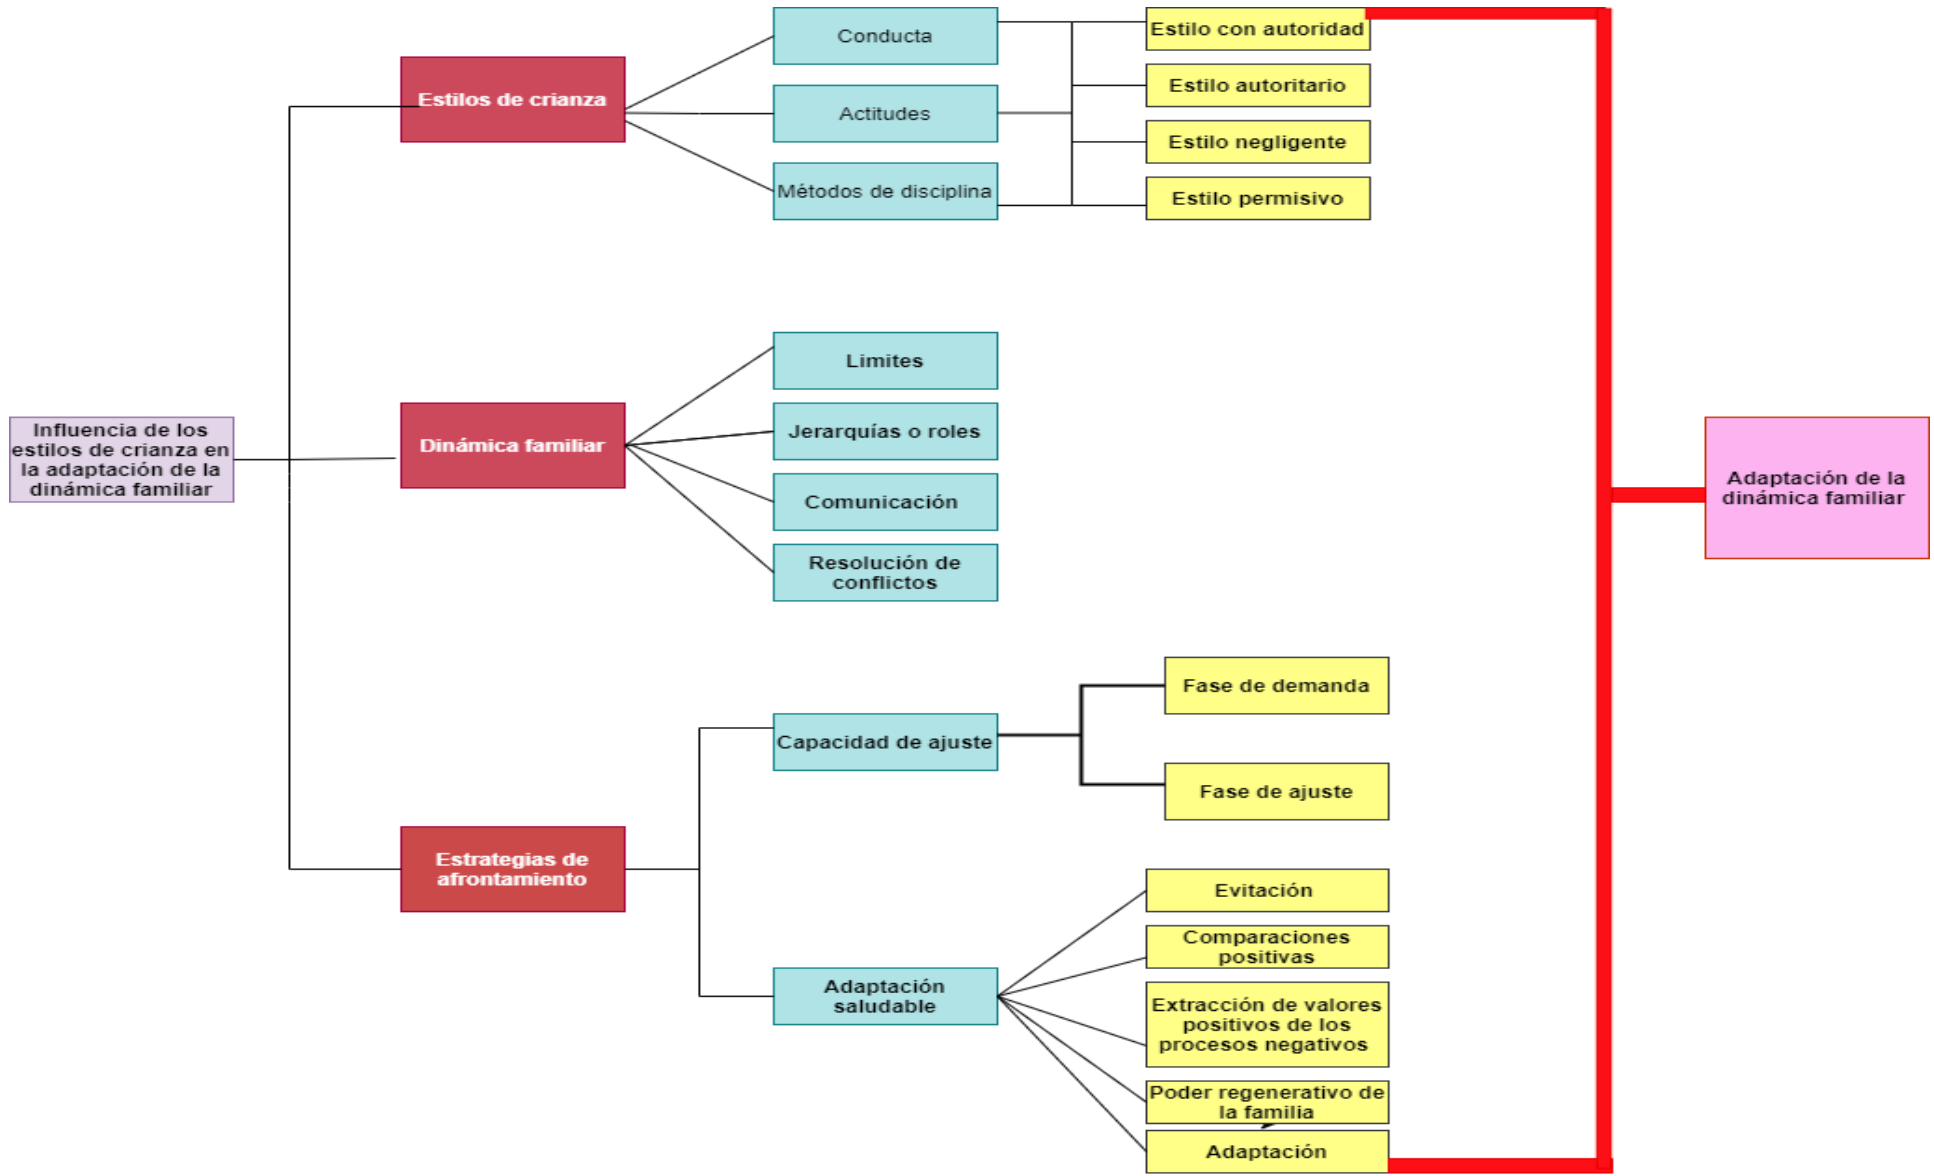 Influencia de los
estilos de crianza en
la adaptación de la
dinámica familiar
Estilos de crianza
Conducta
Actitudes
Métodos de disciplina
Estilo con autoridad
Estilo autoritario
Estilo negligente
Estilo permisivo
Dinámica familiar
Limites
Jerarquías o roles
Comunicación
Resolución de
conflictos
Estrategias de
afrontamiento
Capacidad de ajuste
Fase de demanda
Fase de ajuste
Adaptación
saludable
Evitación
Comparaciones
positivas
Extracción de valores
positivos de los
procesos negativos
Poder regenerativo de
la familia
Adaptación
Adaptación de la
dinámica familiar